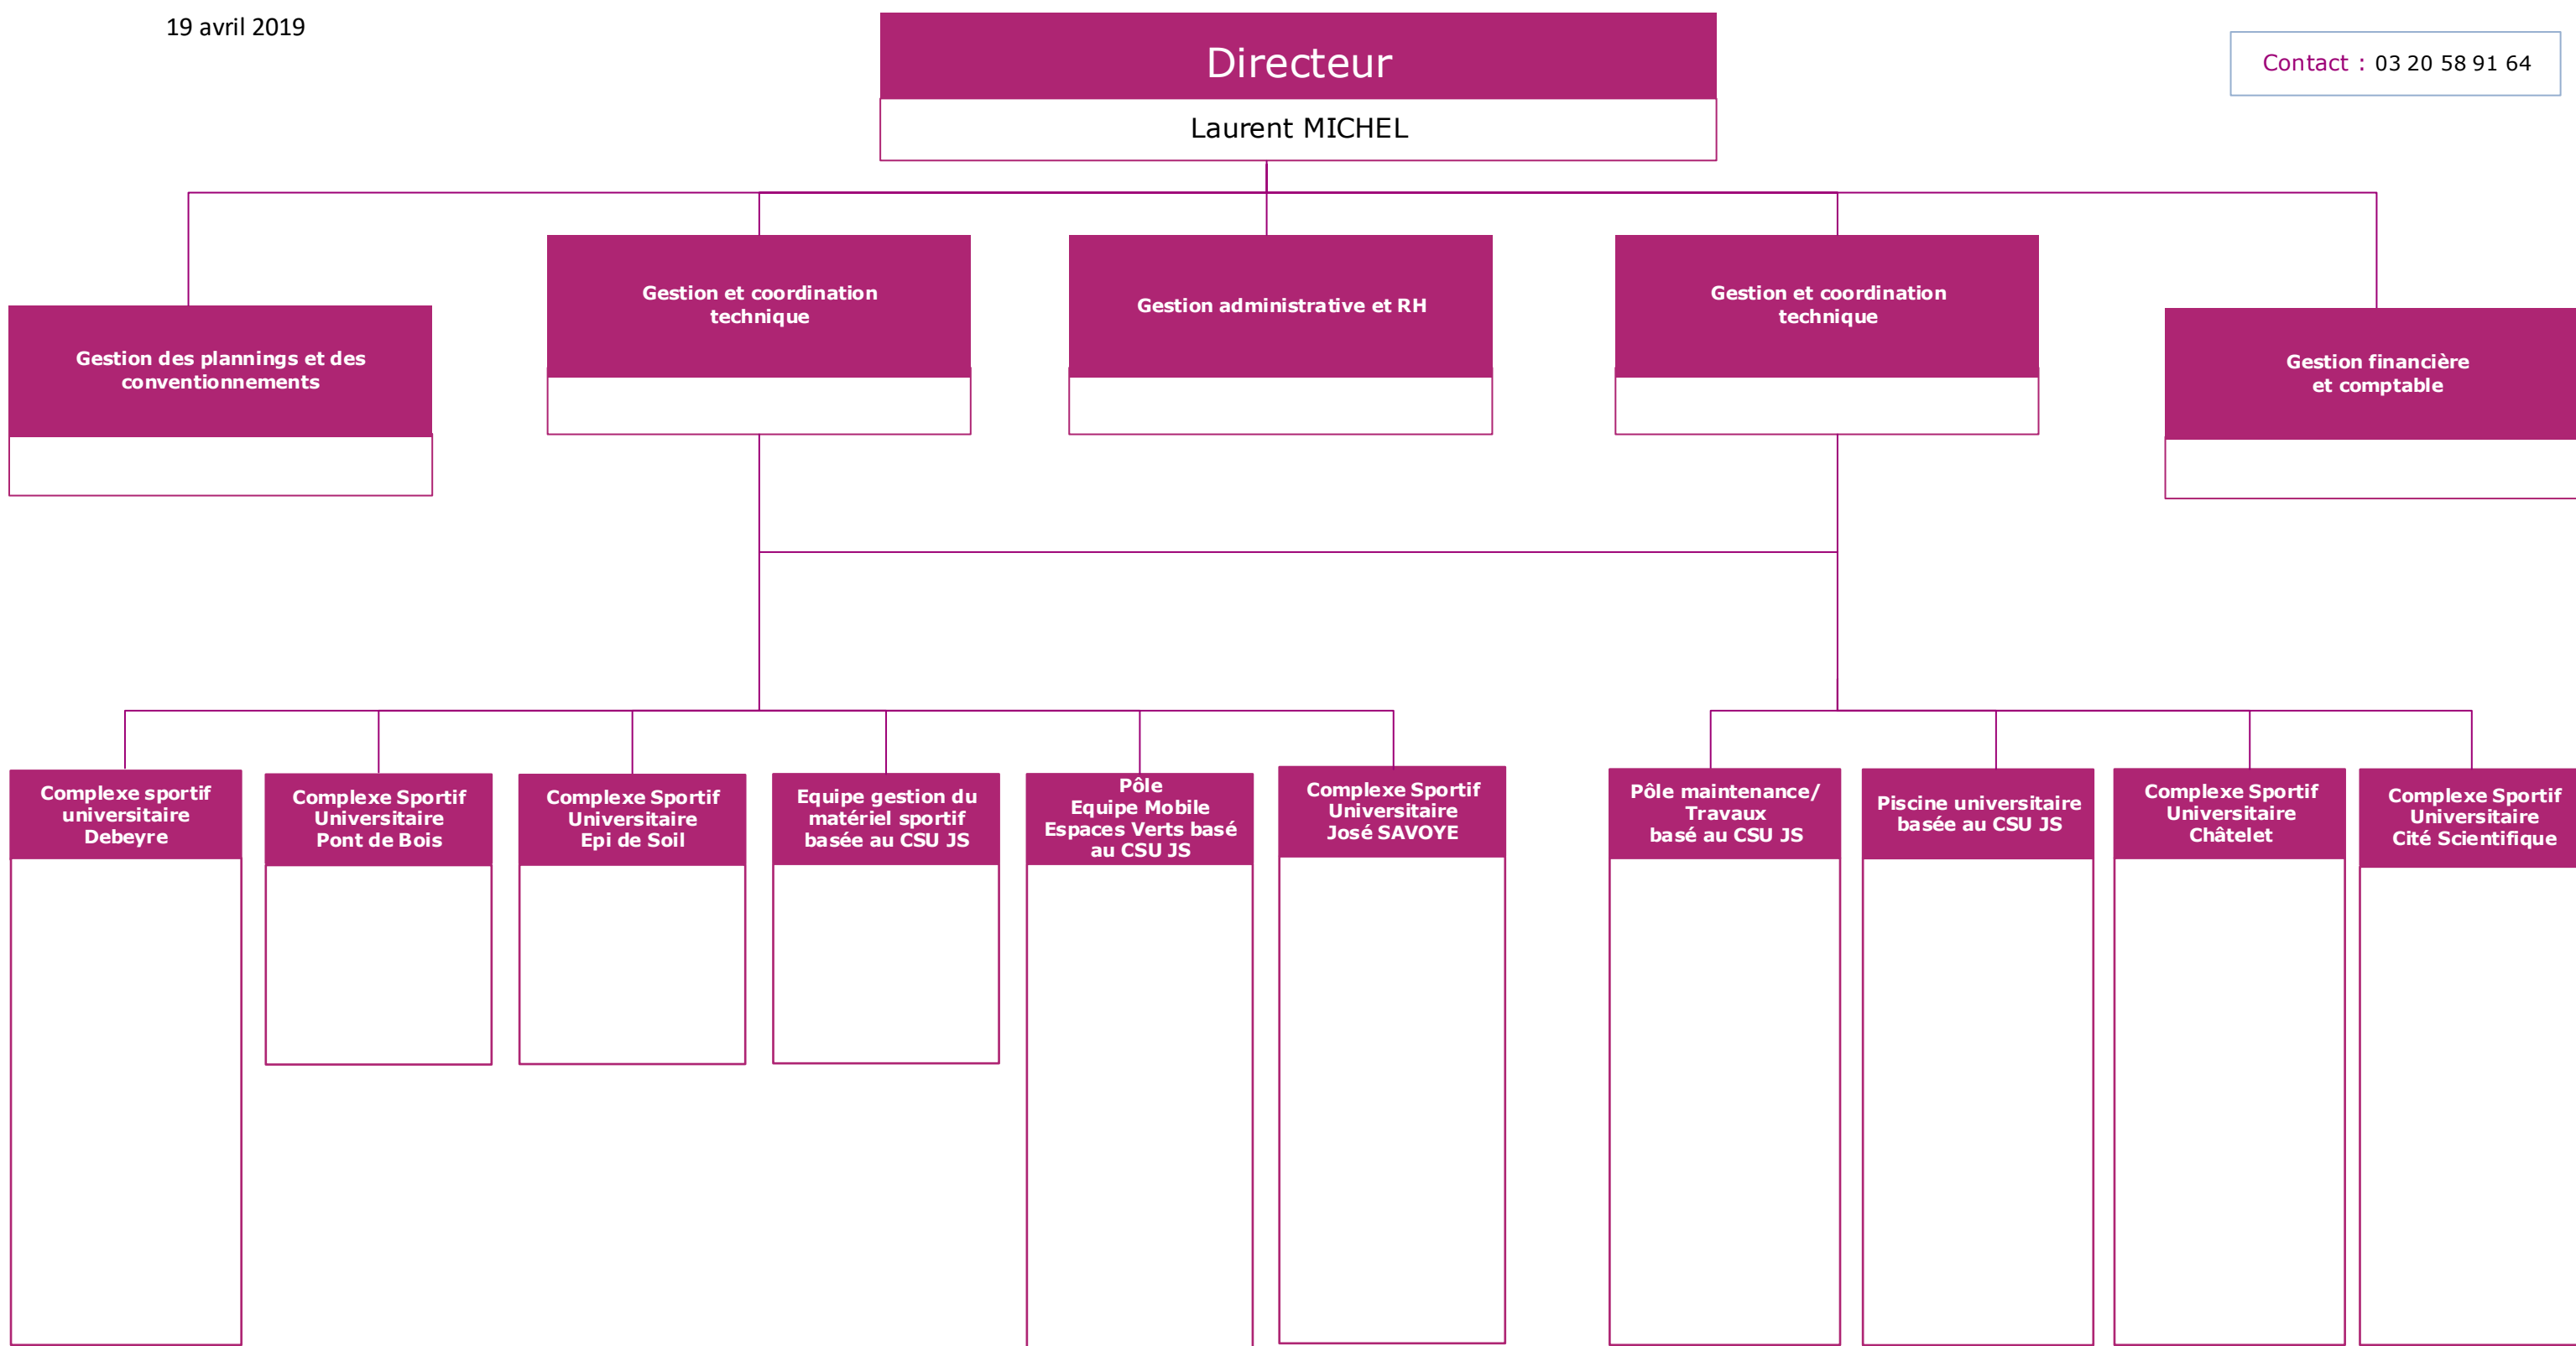 19 avril 2019
Directeur
Laurent MICHEL
Contact : 03 20 58 91 64
Gestion des plannings et des
conventionnements
Gestion et coordination
technique
Gestion administrative et RH
Gestion et coordination
technique
Gestion financière
et comptable
Complexe sportif
universitaire
Debeyre
Complexe Sportif
Universitaire
Pont de Bois
Complexe Sportif
Universitaire
Epi de Soil
Equipe gestion du
matériel sportif
basée au CSU JS
Pôle
Equipe Mobile
Espaces Verts basé
au CSU JS
Complexe Sportif
Universitaire
José SAVOYE
Pôle maintenance/
Travaux
basé au CSU JS
Piscine universitaire
basée au CSU JS
Complexe Sportif
Universitaire
Châtelet
Complexe Sportif
Universitaire
Cité Scientifique